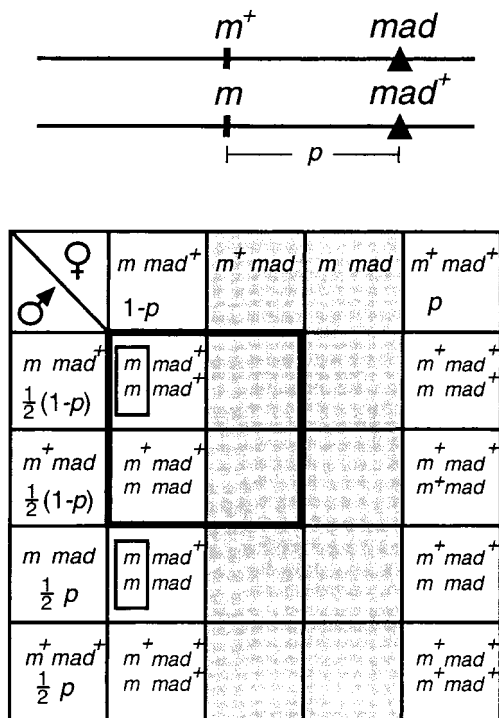 m⁺ mad
m mad⁺
p
♀
♂
m mad⁺ m⁺ mad m mad m⁺ mad⁺
1-p p
m mad⁺ m mad⁺ m⁺ mad⁺
½ (1-p) m mad⁺ m mad⁺
m⁺ mad m⁺ mad⁺ m⁺ mad⁺
½ (1-p) m mad m⁺ mad
m mad m mad⁺ m⁺ mad⁺
½ p m mad m mad
m⁺ mad⁺ m⁺ mad⁺ m⁺ mad⁺
½ p m mad⁺ m⁺ mad⁺